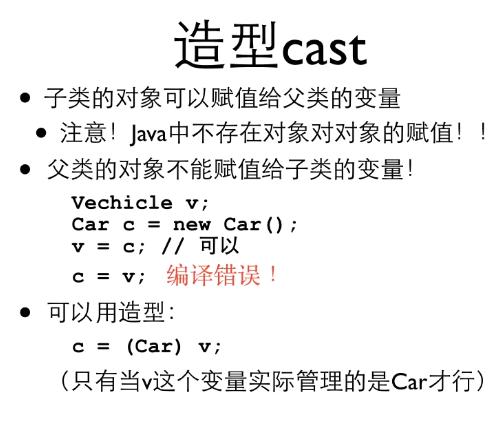 造型cast
• 子类的对象可以赋值给父类的变量
• 注意！Java中不存在对象对对象的赋值！！
• 父类的对象不能赋值给子类的变量！
Vechicle v;
Car c = new Car();
v = c; // 可以
c = v; 编译错误！
• 可以用造型：
c = (Car) v;
（只有当v这个变量实际管理的是Car才行）